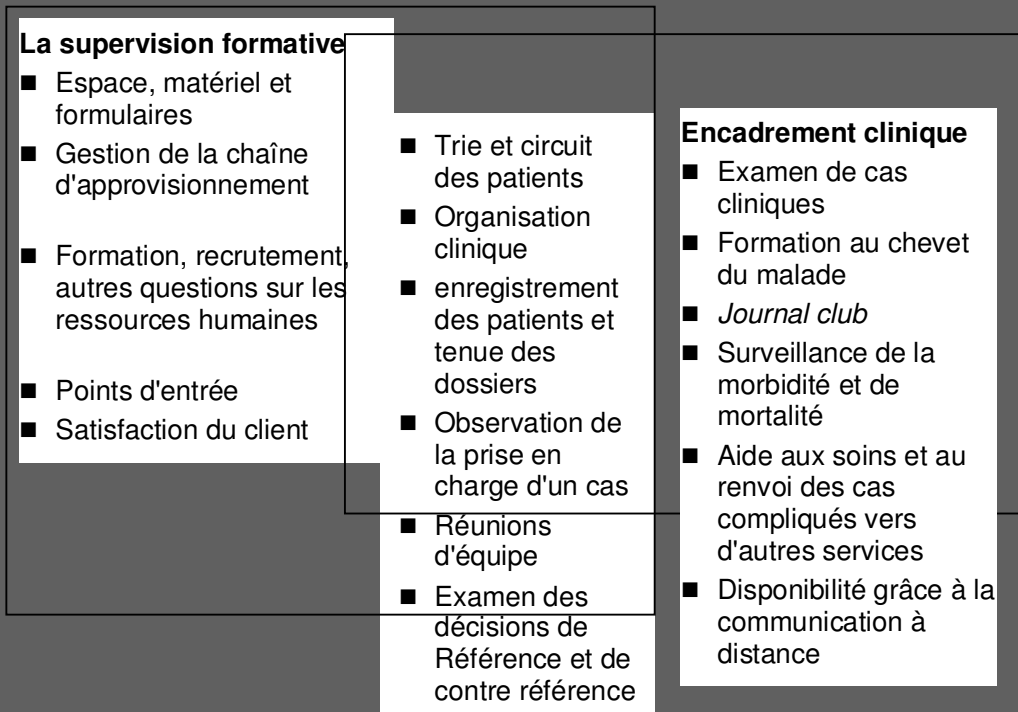 La supervision formative
■ Espace, matériel et
formulaires
■ Gestion de la chaîne
d'approvisionnement
■ Formation, recrutement,
autres questions sur les
ressources humaines
■ Points d'entrée
■ Satisfaction du client
■ Trie et circuit
des patients
■ Organisation
clinique
■ enregistrement
des patients et
tenue des
dossiers
■ Observation de
la prise en
charge d'un cas
■ Réunions
d'équipe
■ Examen des
décisions de
Référence et de
contre référence
Encadrement clinique
■ Examen de cas
cliniques
■ Formation au chevet
du malade
■ Journal club
■ Surveillance de la
morbidité et de
mortalité
■ Aide aux soins et au
renvoi des cas
compliqués vers
d'autres services
■ Disponibilité grâce à la
communication à
distance